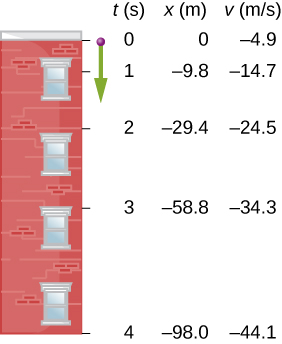 t (s) x (m) v (m/s)
0 0 –4.9
1 –9.8 –14.7
2 –29.4 –24.5
3 –58.8 –34.3
4 –98.0 –44.1